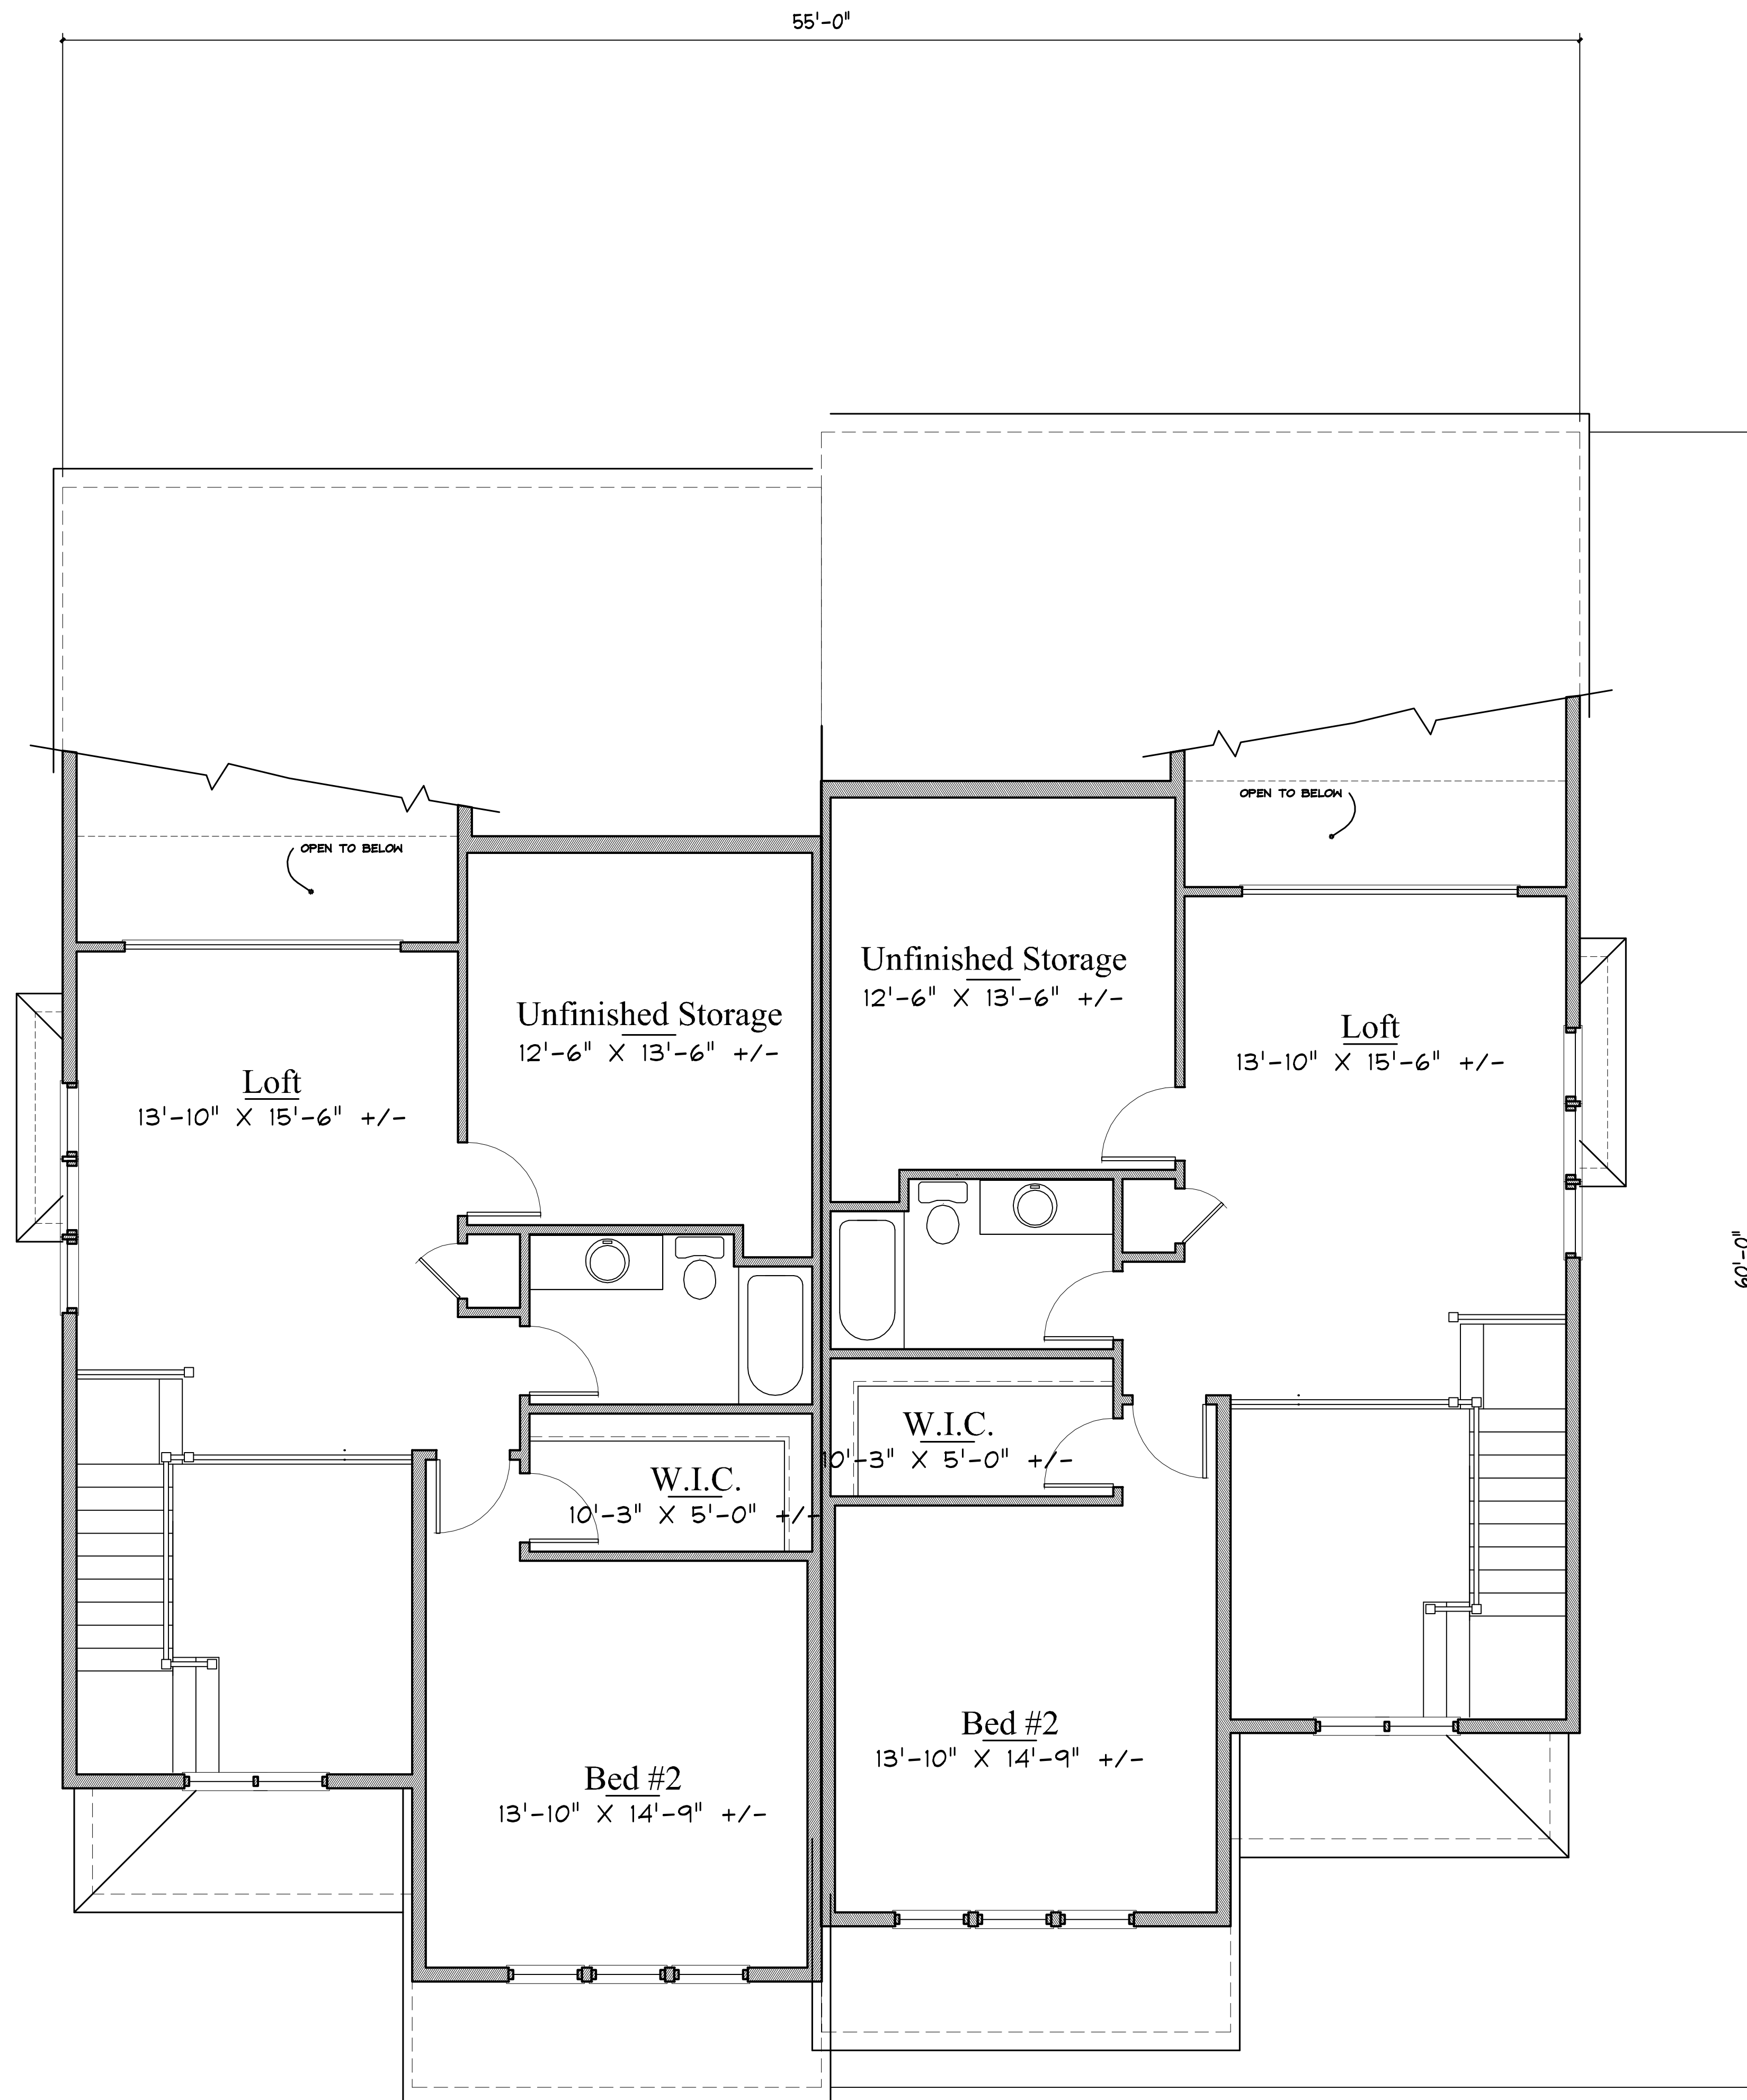 55'-0"
OPEN TO BELOW
OPEN TO BELOW
Unfinished Storage
12'-6" X 13'-6" +/-
Unfinished Storage
12'-6" X 13'-6" +/-
Loft
13'-10" X 15'-6" +/-
Loft
13'-10" X 15'-6" +/-
60'-0"
W.I.C.
10'-3" X 5'-0" +/-
W.I.C.
10'-3" X 5'-0" +/-
Bed #2
13'-10" X 14'-9" +/-
Bed #2
13'-10" X 14'-9" +/-